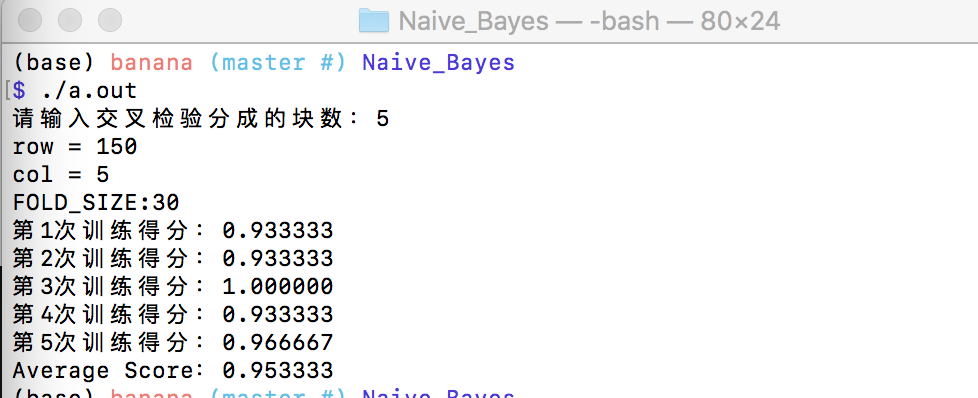 Naive_Bayes — -bash — 80×24
(base) banana (master #) Naive_Bayes
[$ ./a.out
请输入交叉检验分成的块数：5
row = 150
col = 5
FOLD_SIZE:30
第1次训练得分：0.933333
第2次训练得分：0.933333
第3次训练得分：1.000000
第4次训练得分：0.933333
第5次训练得分：0.966667
Average Score：0.953333
(base) banana (master #) Naive_Bayes